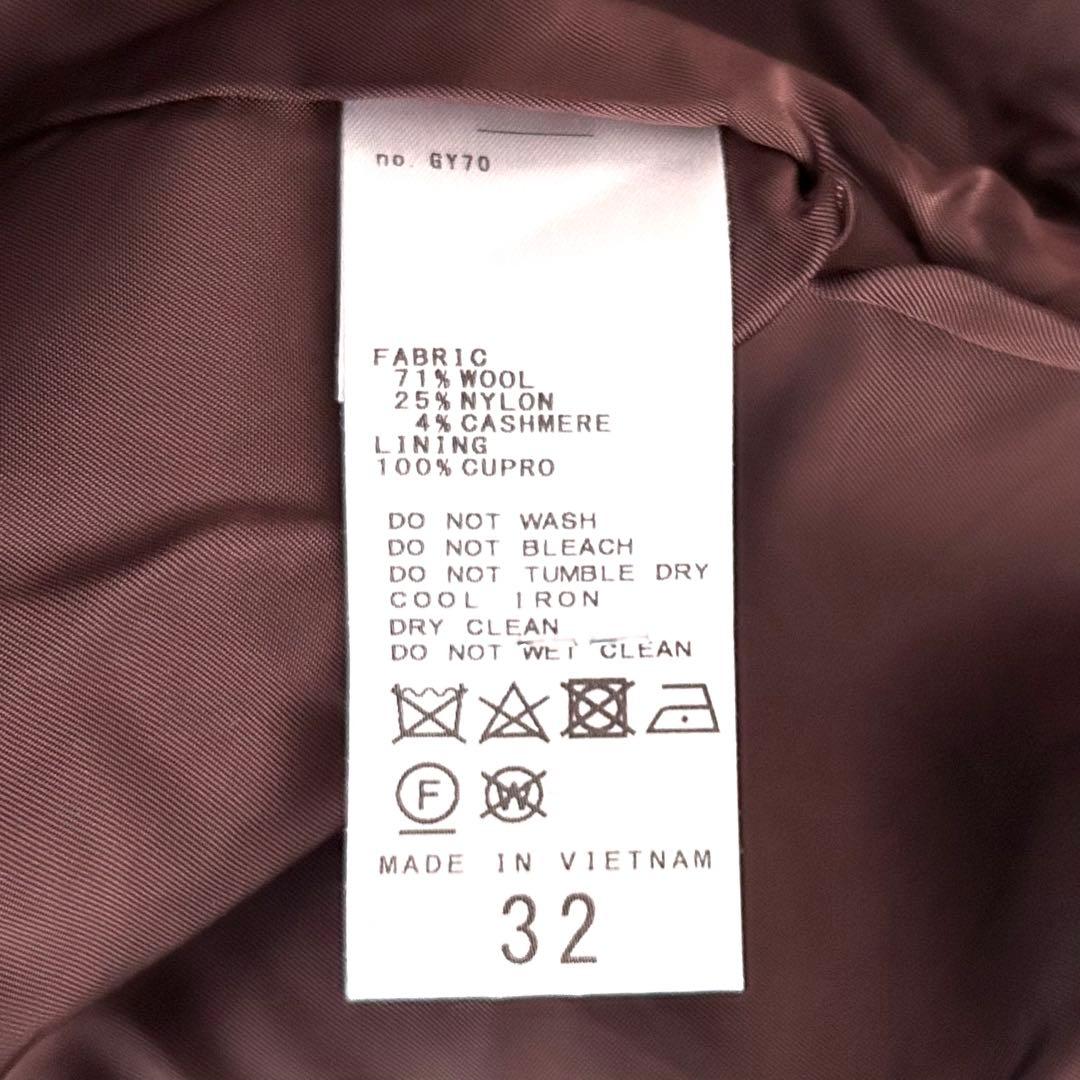 no. GY70
FABRIC
71% WOOL
25% NYLON
4% CASHMERE
LINING
100% CUPRO
DO NOT WASH
DO NOT BLEACH
DO NOT TUMBLE DRY
COOL IRON
DRY CLEAN
DO NOT WET CLEAN
F W
MADE IN VIETNAM
32